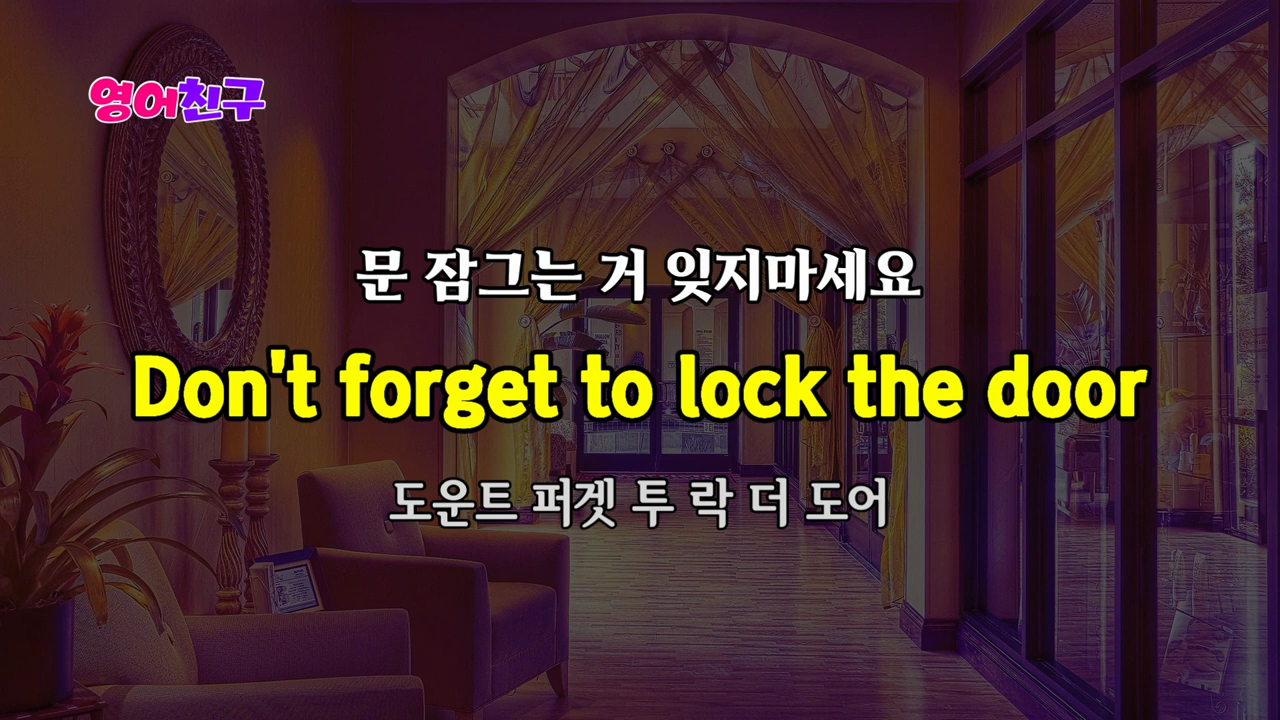 영어친구
문 잠그는 거 잊지마세요
Don't forget to lock the door
도운트 퍼겟 투 락 더 도어